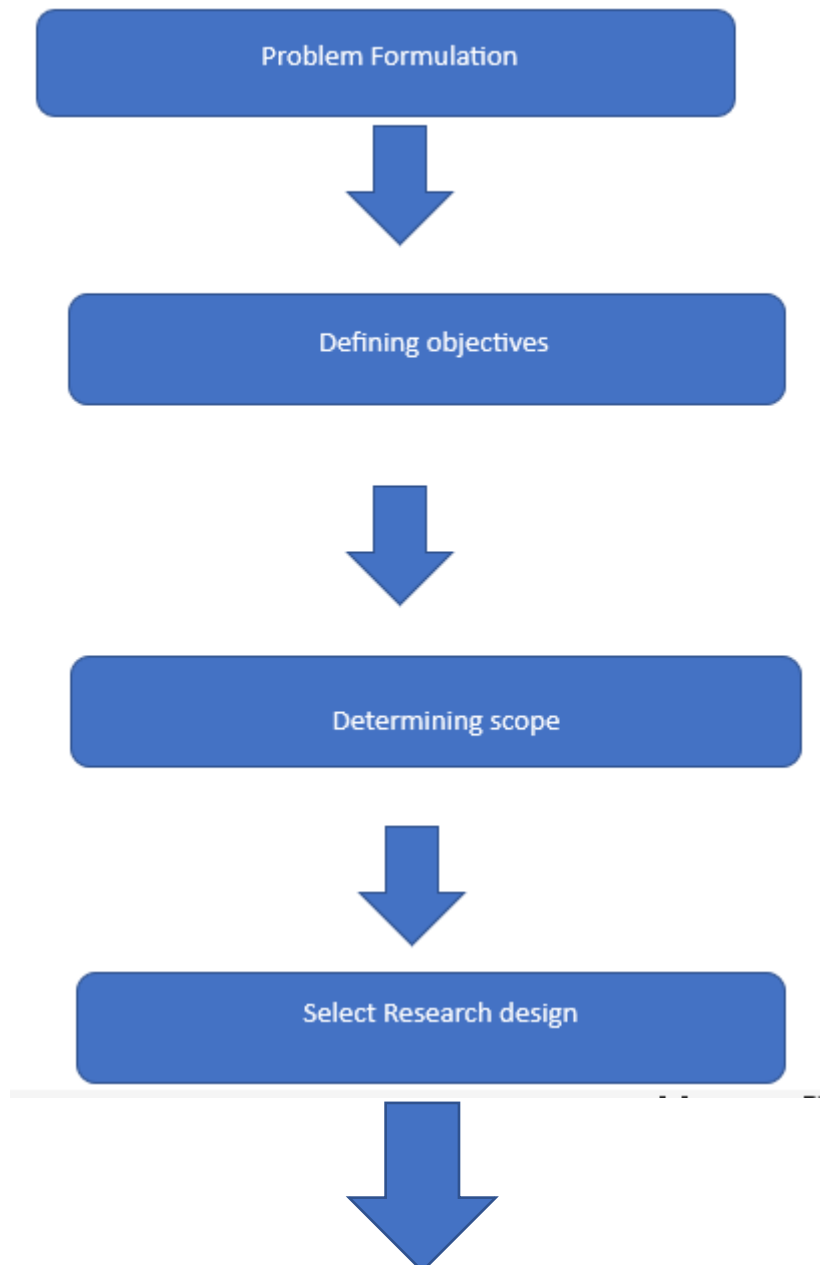 Problem Formulation
Defining objectives
Determining scope
Select Research design